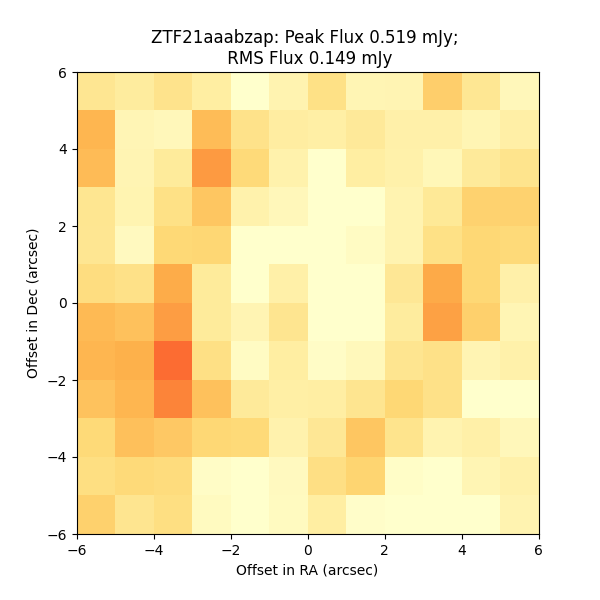 ZTF21aaabzap: Peak Flux 0.519 mJy;
RMS Flux 0.149 mJy
6
4
2
0
−2
−4
−6
Offset in Dec (arcsec)
−6 −4 −2 0 2 4 6
Offset in RA (arcsec)